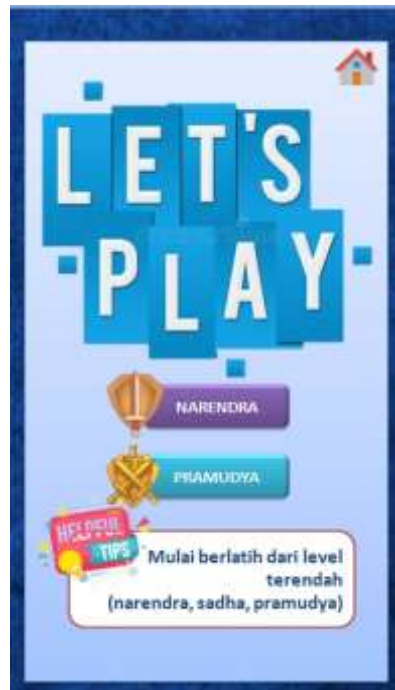 LET'S
PLAY
NARENDRA
PRAMUDYA
HELPFUL
TIPS
Mulai berlatih dari level
terendah
(narendra, sadha, pramudya)